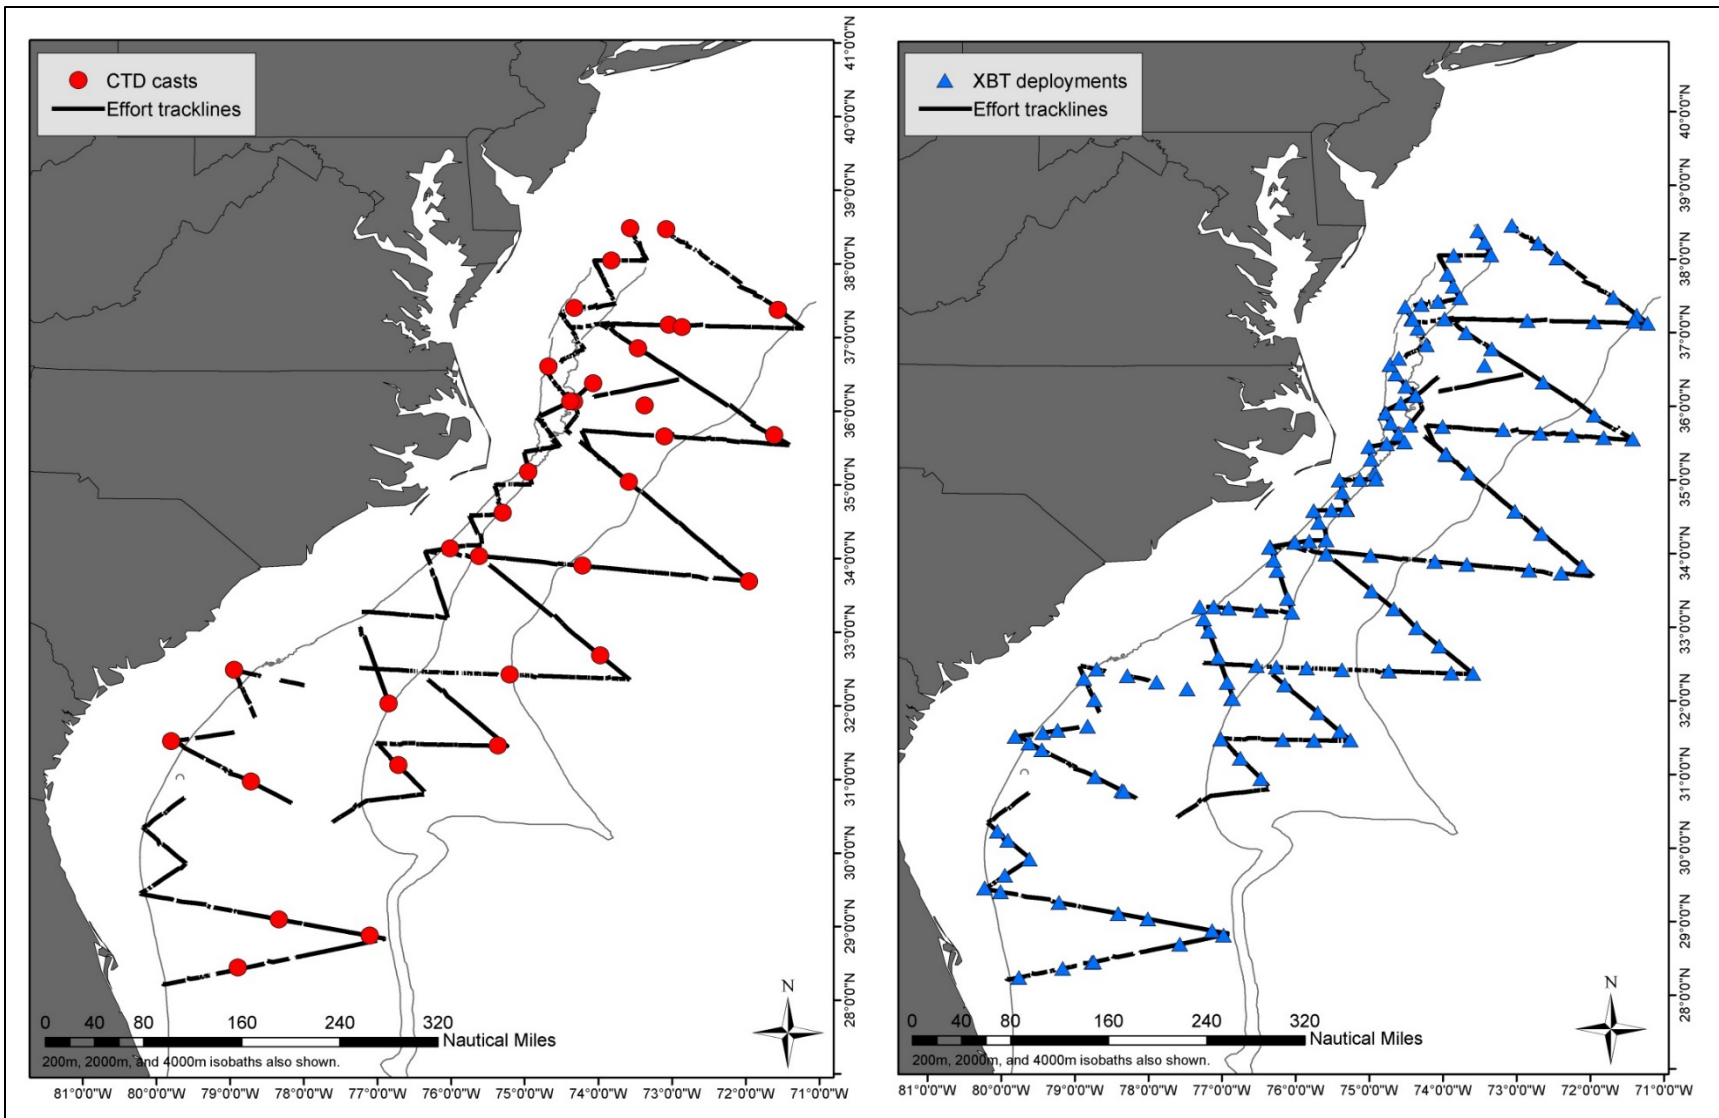 CTD casts
Effort tracklines
41°0'0"N
40°0'0"N
39°0'0"N
38°0'0"N
37°0'0"N
36°0'0"N
35°0'0"N
34°0'0"N
33°0'0"N
32°0'0"N
31°0'0"N
30°0'0"N
29°0'0"N
28°0'0"N
N
0 40 80 160 240 320
Nautical Miles
200m, 2000m, and 4000m isobaths also shown.
81°0'0"W 80°0'0"W 79°0'0"W 78°0'0"W 77°0'0"W 76°0'0"W 75°0'0"W 74°0'0"W 73°0'0"W 72°0'0"W 71°0'0"W
XBT deployments
Effort tracklines
40°0'0"N
39°0'0"N
38°0'0"N
37°0'0"N
36°0'0"N
35°0'0"N
34°0'0"N
33°0'0"N
32°0'0"N
31°0'0"N
30°0'0"N
29°0'0"N
28°0'0"N
N
0 40 80 160 240 320
Nautical Miles
200m, 2000m, and 4000m isobaths also shown.
81°0'0"W 80°0'0"W 79°0'0"W 78°0'0"W 77°0'0"W 76°0'0"W 75°0'0"W 74°0'0"W 73°0'0"W 72°0'0"W 71°0'0"W